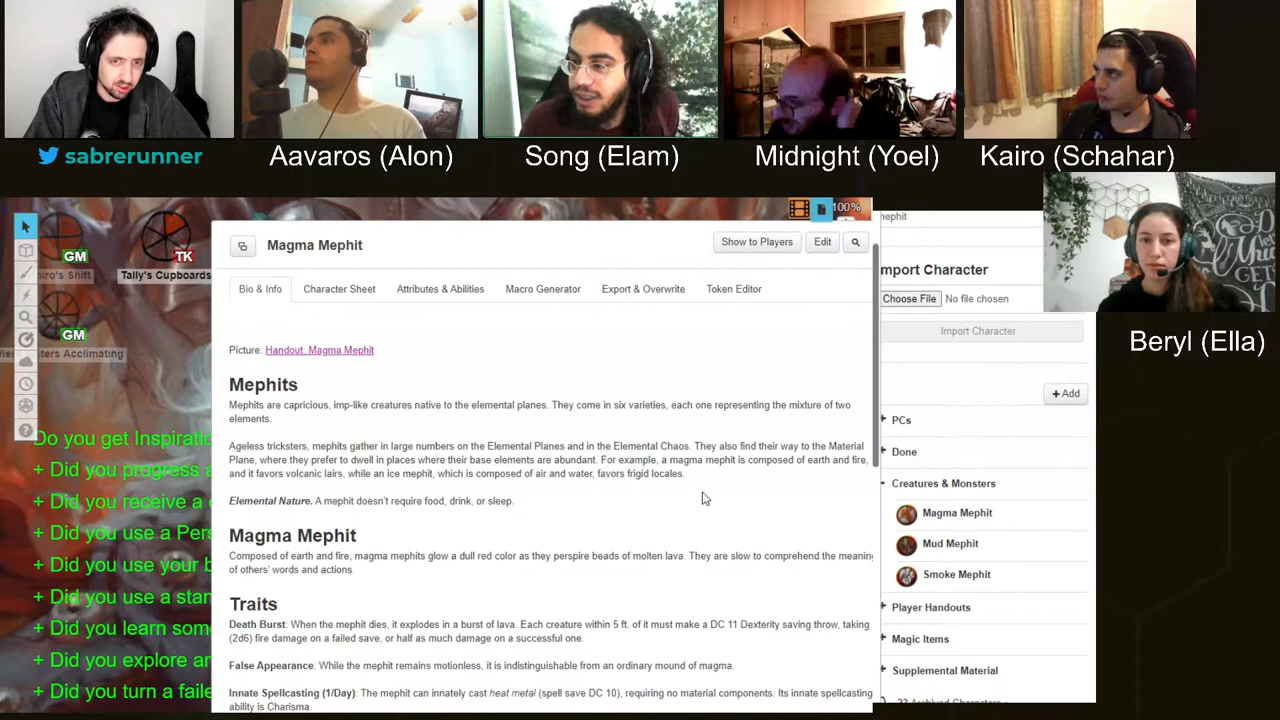 sabrerunner
Aavaros (Alon)
Song (Elam)
Midnight (Yoel)
Kairo (Schahar)
Beryl (Ella)
GM
TK
Tally's Cupboards
GM
100%
Magma Mephit
Show to Players
Edit
Bio & Info
Character Sheet
Attributes & Abilities
Macro Generator
Export & Overwrite
Token Editor
Picture: Handout: Magma Mephit
Mephits
Mephits are capricious, imp-like creatures native to the elemental planes. They come in six varieties, each one representing the mixture of two
elements.
Ageless tricksters, mephits gather in large numbers on the Elemental Planes and in the Elemental Chaos. They also find their way to the Material
Plane, where they prefer to dwell in places where their base elements are abundant. For example, a magma mephit is composed of earth and fire,
and it favors volcanic lairs, while an ice mephit, which is composed of air and water, favors frigid locales.
Elemental Nature. A mephit doesn't require food, drink, or sleep.
Magma Mephit
Composed of earth and fire, magma mephits glow a dull red color as they perspire beads of molten lava. They are slow to comprehend the meaning
of others' words and actions.
Traits
Death Burst: When the mephit dies, it explodes in a burst of lava. Each creature within 5 ft. of it must make a DC 11 Dexterity saving throw, taking
(2d6) fire damage on a failed save, or half as much damage on a successful one.
False Appearance: While the mephit remains motionless, it is indistinguishable from an ordinary mound of magma.
Innate Spellcasting (1/Day): The mephit can innately cast heat metal (spell save DC 10), requiring no material components. Its innate spellcasting
ability is Charisma.
ephit
mport Character
Choose File
No file chosen
Import Character
+ Add
PCs
Done
Creatures & Monsters
Magma Mephit
Mud Mephit
Smoke Mephit
Player Handouts
Magic Items
Supplemental Material
Do you get Inspirati
+ Did you progress a
+ Did you receive a
+ Did you use a Pers
+ Did you use your b
+ Did you use a star
+ Did you learn som
+ Did you explore ar
+ Did you turn a faile